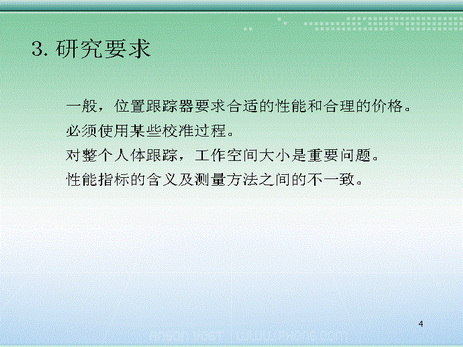 3. 研究要求
一般，位置跟踪器要求合适的性能和合理的价格。
必须使用某些校准过程。
对整个人体跟踪，工作空间大小是重要问题。
性能指标的含义及测量方法之间的不一致。
4